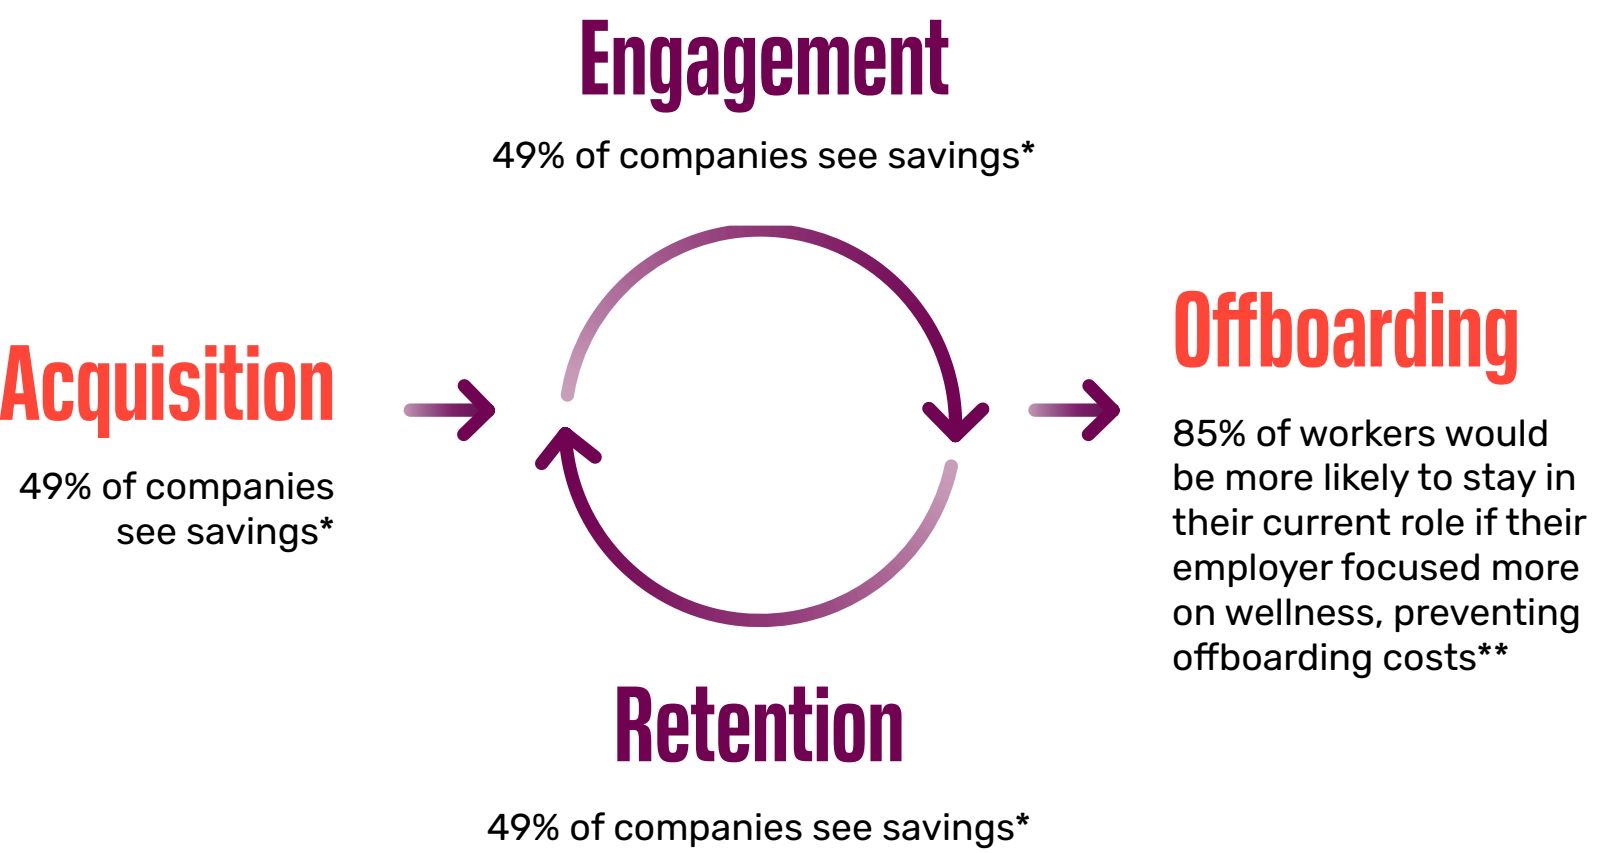 Engagement
49% of companies see savings*
Acquisition
49% of companies
see savings*
Offboarding
85% of workers would
be more likely to stay in
their current role if their
employer focused more
on wellness, preventing
offboarding costs**
Retention
49% of companies see savings*